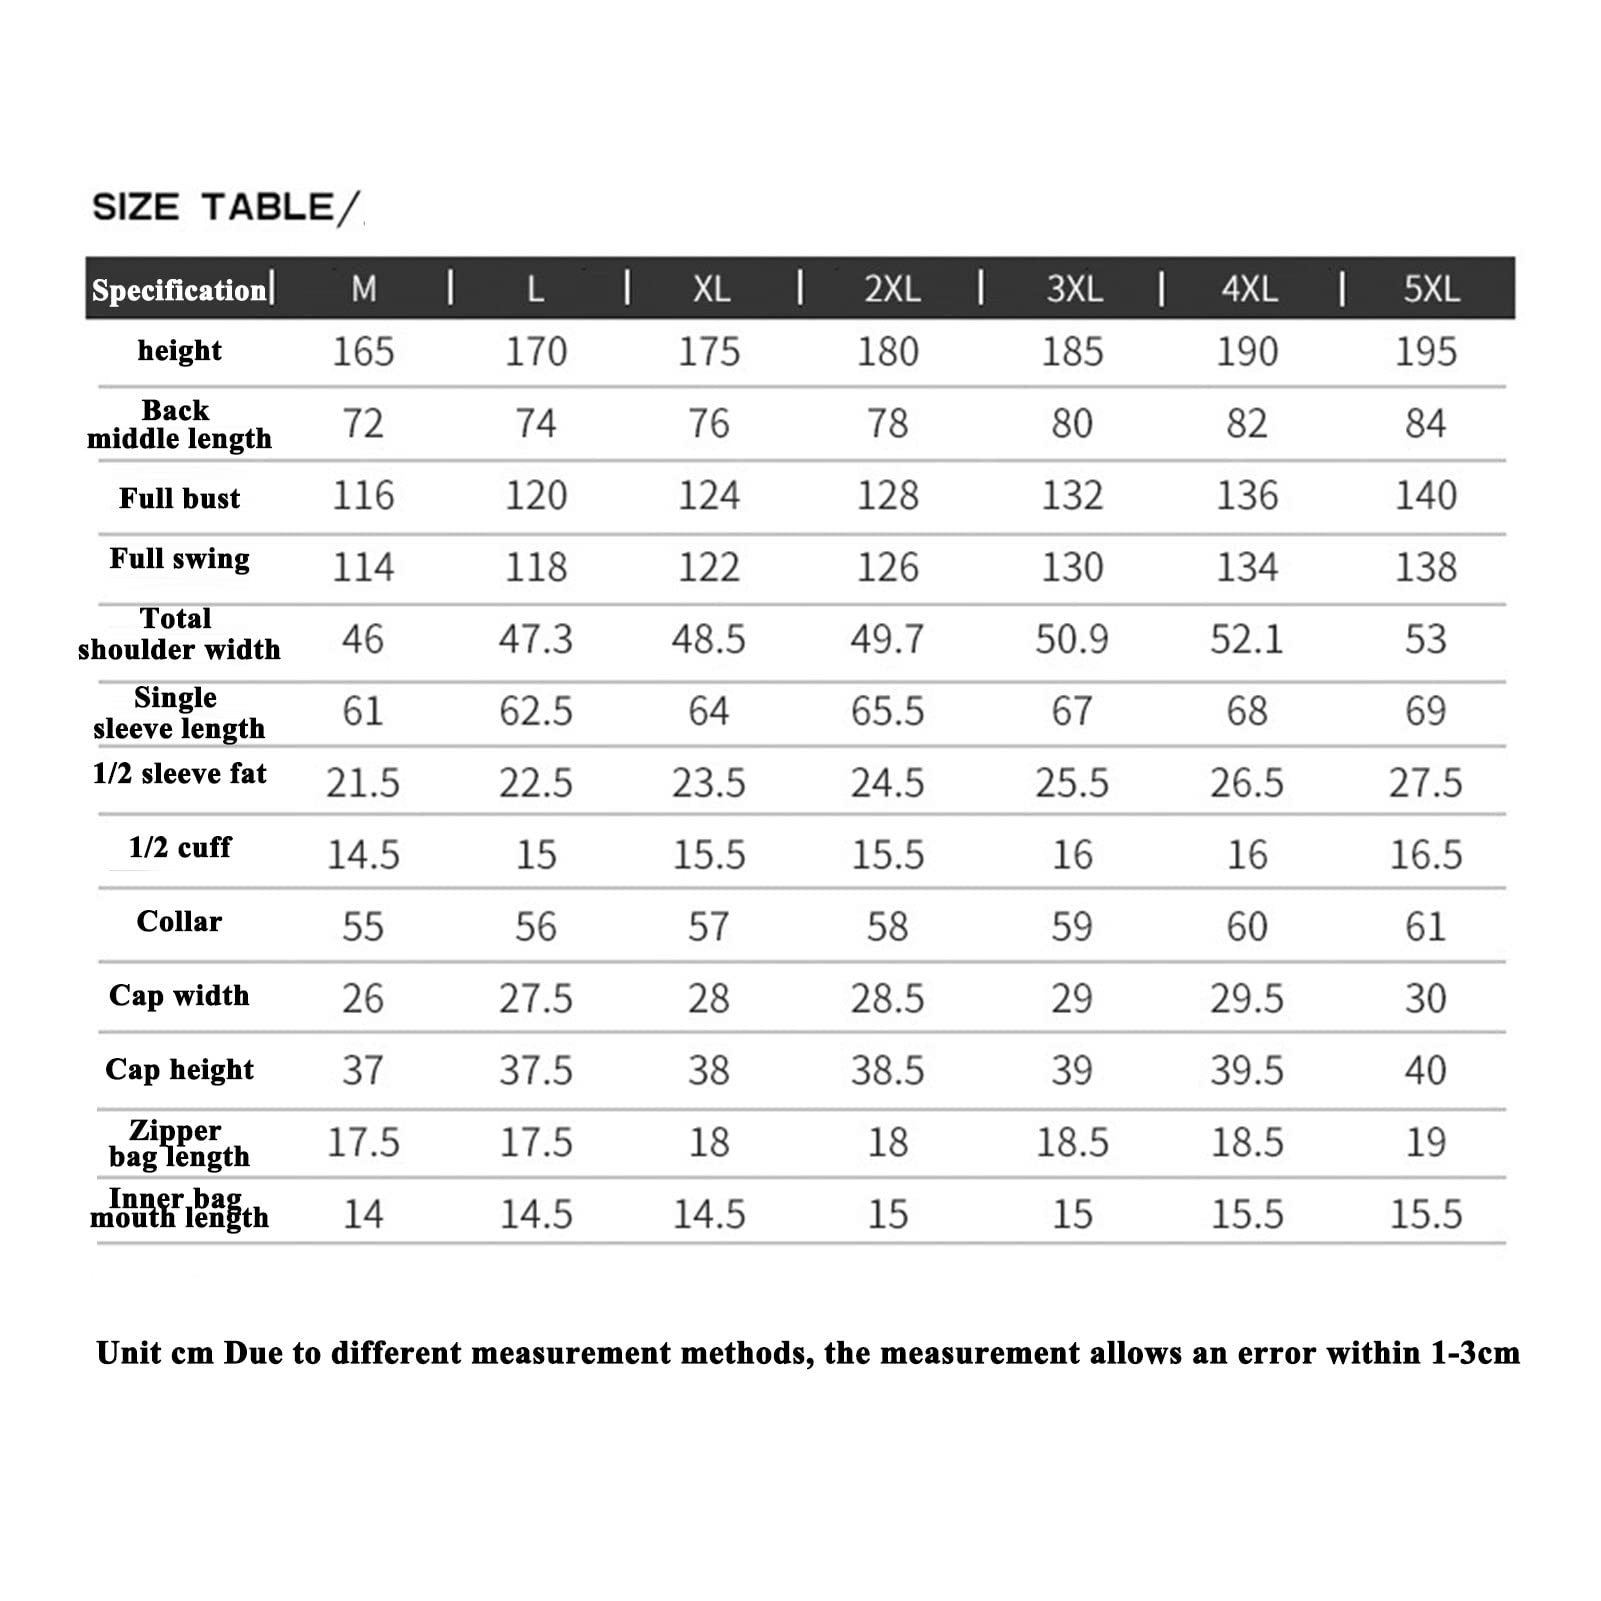 SIZE TABLE/
Specification| M | L | XL | 2XL | 3XL | 4XL | 5XL
height 165 170 175 180 185 190 195
Back
middle length 72 74 76 78 80 82 84
Full bust 116 120 124 128 132 136 140
Full swing 114 118 122 126 130 134 138
Total
shoulder width 46 47.3 48.5 49.7 50.9 52.1 53
Single
sleeve length 61 62.5 64 65.5 67 68 69
1/2 sleeve fat 21.5 22.5 23.5 24.5 25.5 26.5 27.5
1/2 cuff 14.5 15 15.5 15.5 16 16 16.5
Collar 55 56 57 58 59 60 61
Cap width 26 27.5 28 28.5 29 29.5 30
Cap height 37 37.5 38 38.5 39 39.5 40
Zipper
bag length 17.5 17.5 18 18 18.5 18.5 19
Inner bag
mouth length 14 14.5 14.5 15 15 15.5 15.5
Unit cm Due to different measurement methods, the measurement allows an error within 1-3cm